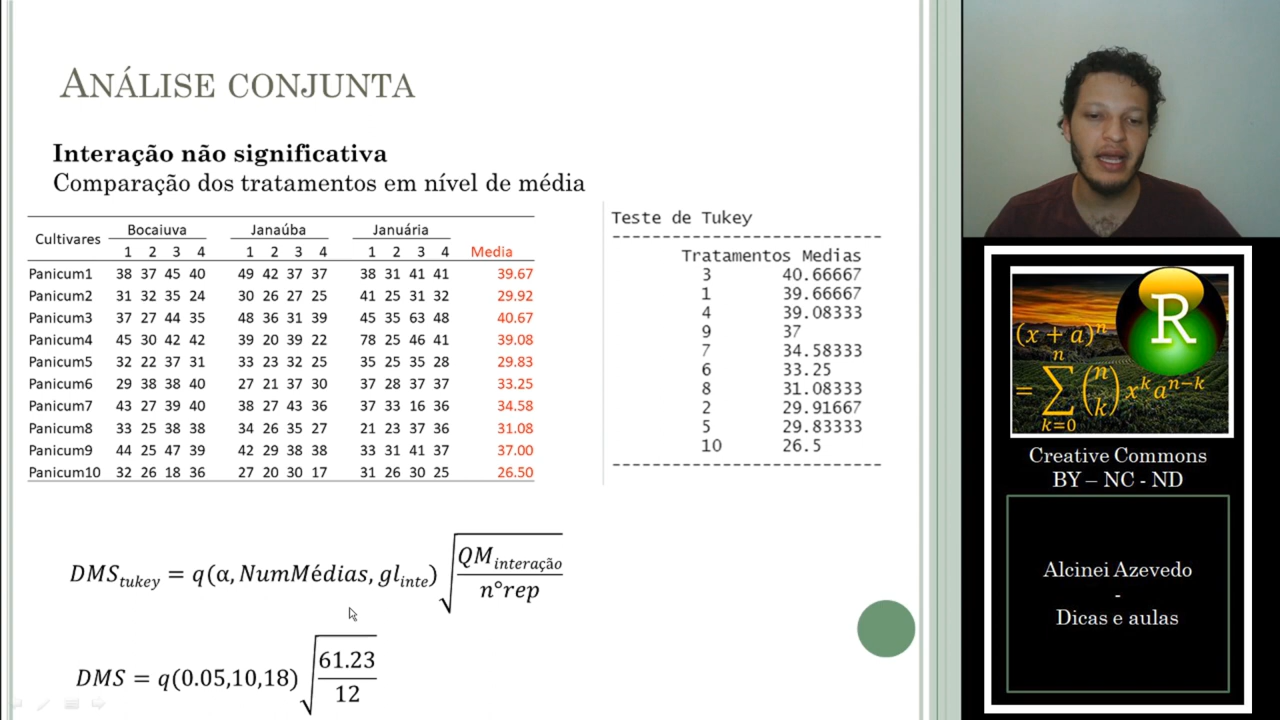 ANÁLISE CONJUNTA
Interação não significativa
Comparação dos tratamentos em nível de média
Cultivares Bocaiuva Janaúba Januária
1 2 3 4 1 2 3 4 1 2 3 4 Media
Panicum1 38 37 45 40 49 42 37 37 38 31 41 41 39.67
Panicum2 31 32 35 24 30 26 27 25 41 25 31 32 29.92
Panicum3 37 27 44 35 48 36 31 39 45 35 63 48 40.67
Panicum4 45 30 42 42 39 20 39 22 78 25 46 41 39.08
Panicum5 32 22 37 31 33 23 32 25 35 25 35 28 29.83
Panicum6 29 38 38 40 27 21 37 30 37 28 37 37 33.25
Panicum7 43 27 39 40 38 27 43 36 37 33 16 36 34.58
Panicum8 33 25 38 38 34 26 35 27 21 23 37 36 31.08
Panicum9 44 25 47 39 42 29 38 38 33 31 41 37 37.00
Panicum10 32 26 18 36 27 20 30 17 31 26 30 25 26.50
Teste de Tukey
Tratamentos Medias
3 40.66667
1 39.66667
4 39.08333
9 37
7 34.58333
6 33.25
8 31.08333
2 29.91667
5 29.83333
10 26.5
DMS_tukey = q(α, NumMédias, gl_inte) √(QM_interação / n°rep)
DMS = q(0.05,10,18) √(61.23 / 12)
(x + a)^n
= ∑_{k=0}^{n} (n k) x^k a^{n−k}
R
Creative Commons
BY – NC - ND
Alcinei Azevedo
-
Dicas e aulas